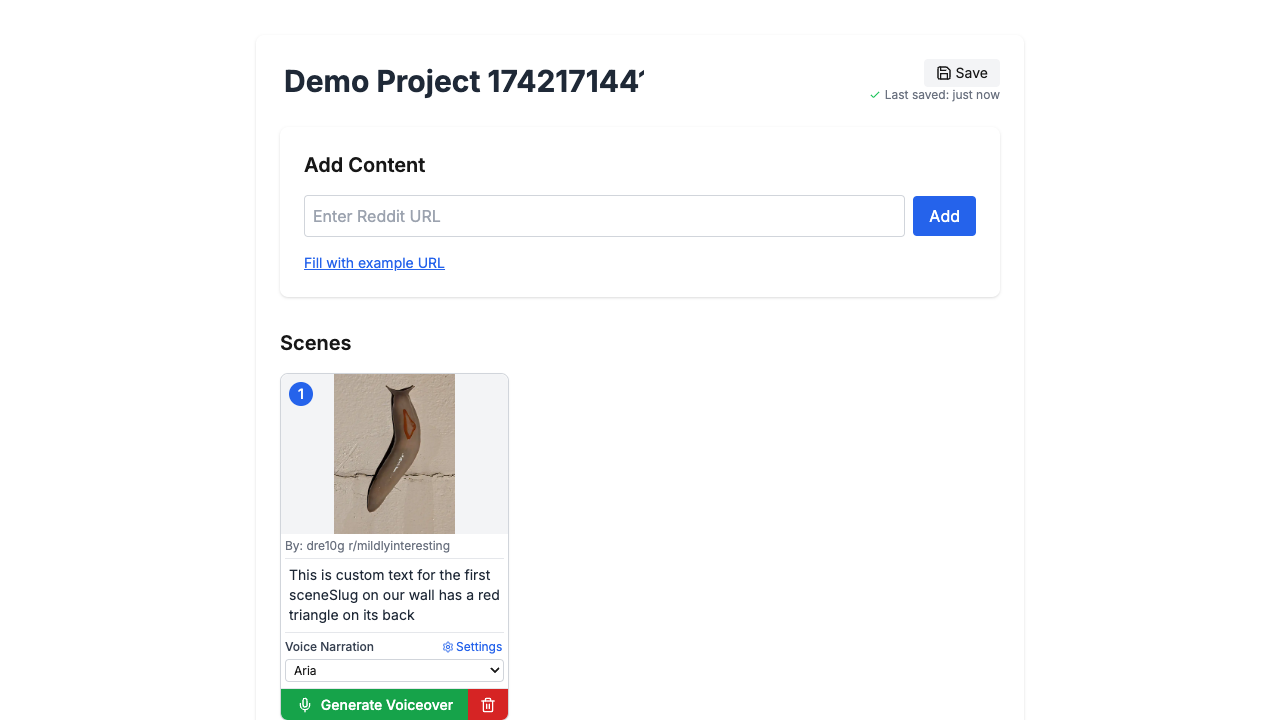 Demo Project 174217144
Save
Last saved: just now
Add Content
Enter Reddit URL
Add
Fill with example URL
Scenes
1
By: dre10g r/mildlyinteresting
This is custom text for the first
sceneSlug on our wall has a red
triangle on its back
Voice Narration
Settings
Aria
Generate Voiceover